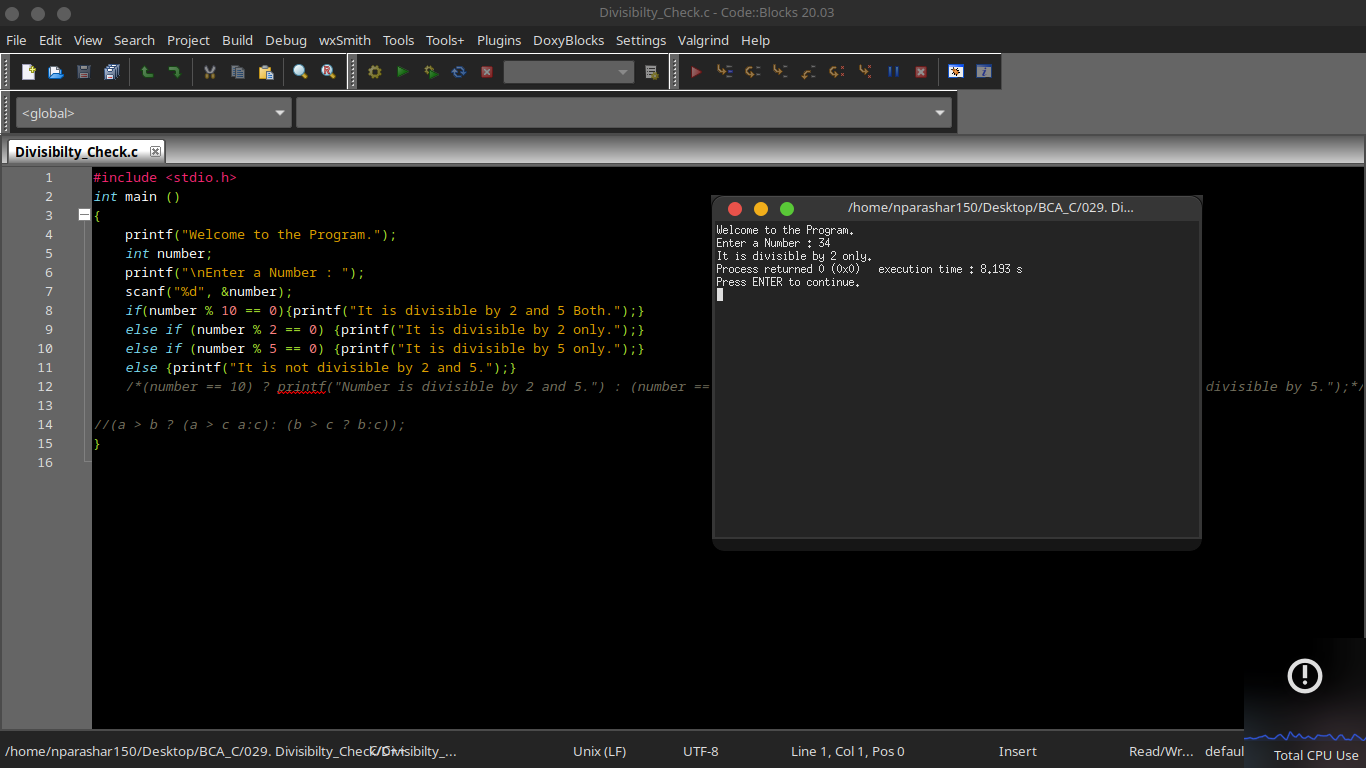 Divisibilty_Check.c - Code::Blocks 20.03
File Edit View Search Project Build Debug wxSmith Tools Tools+ Plugins DoxyBlocks Settings Valgrind Help
<global>
Divisibilty_Check.c
1 #include <stdio.h>
2 int main ()
3 {
4 printf("Welcome to the Program.");
5 int number;
6 printf("\nEnter a Number : ");
7 scanf("%d", &number);
8 if(number % 10 == 0){printf("It is divisible by 2 and 5 Both.");}
9 else if (number % 2 == 0) {printf("It is divisible by 2 only.");}
10 else if (number % 5 == 0) {printf("It is divisible by 5 only.");}
11 else {printf("It is not divisible by 2 and 5.");}
12 /*(number == 10) ? printf("Number is divisible by 2 and 5.") : (number == divisible by 5.");*/
13
14 //(a > b ? (a > c a:c): (b > c ? b:c));
15 }
16
/home/nparashar150/Desktop/BCA_C/029. Di...
Welcome to the Program.
Enter a Number : 34
It is divisible by 2 only.
Process returned 0 (0x0) execution time : 8.193 s
Press ENTER to continue.
/home/nparashar150/Desktop/BCA_C/029. Divisibilty_Check/Divisibilty_... Unix (LF) UTF-8 Line 1, Col 1, Pos 0 Insert Read/Wr... defaul
Total CPU Use